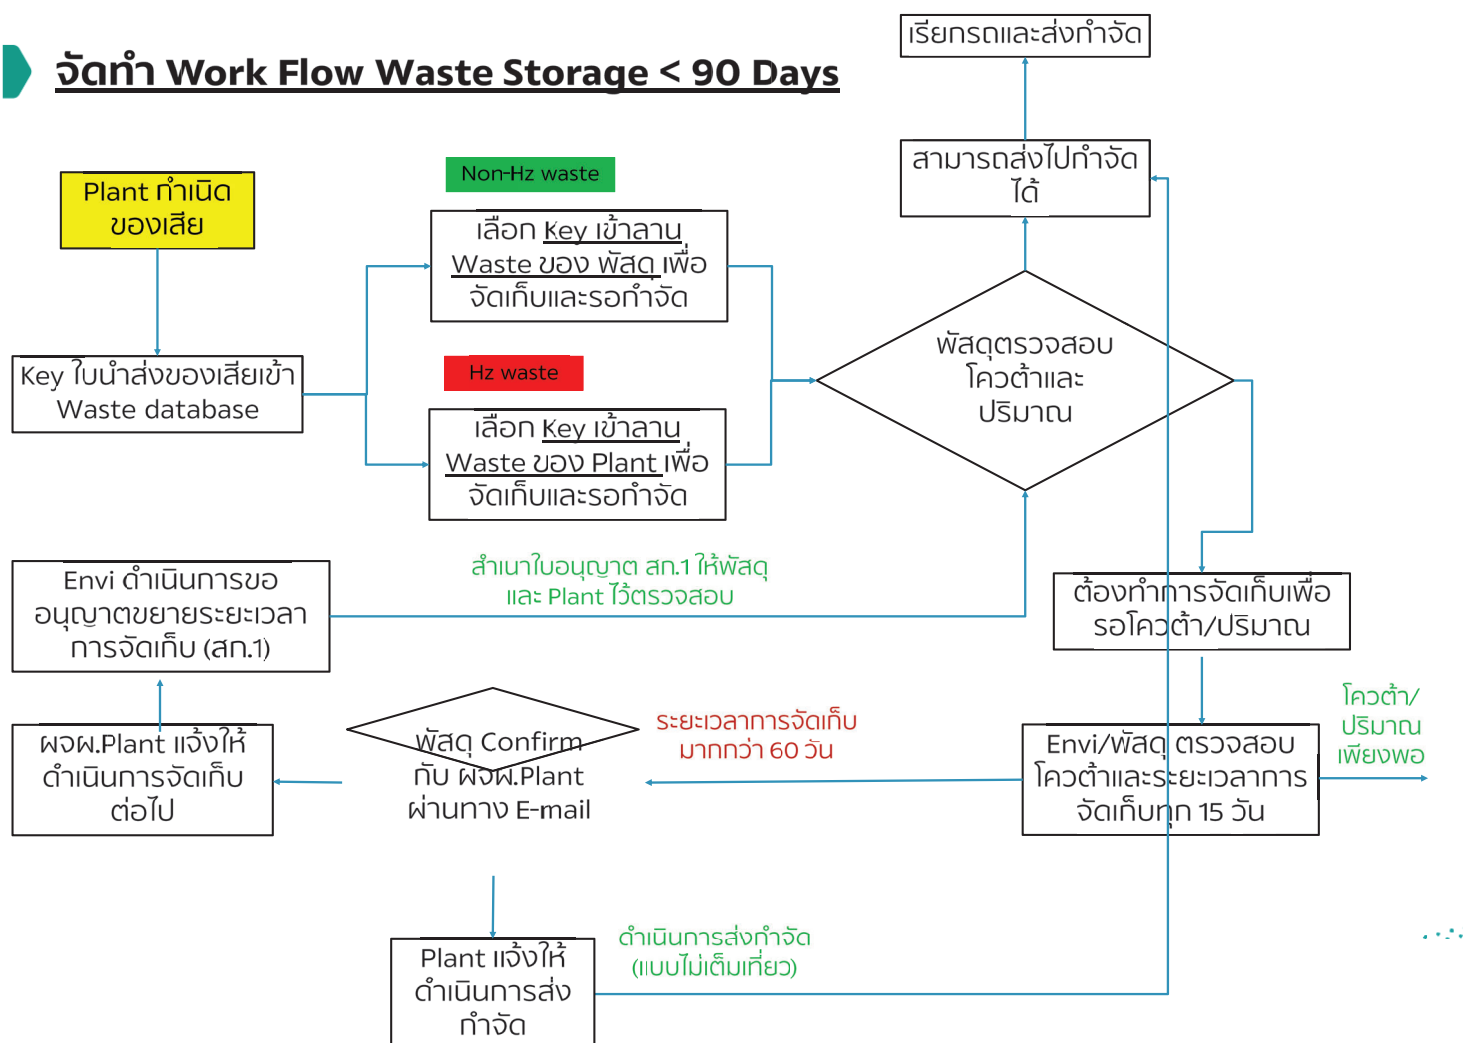 จัดทำ Work Flow Waste Storage < 90 Days
เรียกรถและส่งกำจัด
สามารถส่งไปกำจัด
ได้
Plant กำเนิด
ของเสีย
Non-Hz waste
เลือก Key เข้าลาน
Waste ของ พัสดุ เพื่อ
จัดเก็บและรอกำจัด
Key ใบนำส่งของเสียเข้า
Waste database
Hz waste
เลือก Key เข้าลาน
Waste ของ Plant เพื่อ
จัดเก็บและรอกำจัด
พัสดุตรวจสอบ
โควต้าและ
ปริมาณ
Envi ดำเนินการขอ
อนุญาตขยายระยะเวลา
การจัดเก็บ (สก.1)
สำเนาใบอนุญาต สก.1 ให้พัสดุ
และ Plant ไว้ตรวจสอบ
ต้องทำการจัดเก็บเพื่อ
รอโควต้า/ปริมาณ
ผจผ.Plant แจ้งให้
ดำเนินการจัดเก็บ
ต่อไป
พัสดุ Confirm
กับ ผจผ.Plant
ผ่านทาง E-mail
ระยะเวลาการจัดเก็บ
มากกว่า 60 วัน
Envi/พัสดุ ตรวจสอบ
โควต้าและระยะเวลาการ
จัดเก็บทุก 15 วัน
โควต้า/
ปริมาณ
เพียงพอ
Plant แจ้งให้
ดำเนินการส่ง
กำจัด
ดำเนินการส่งกำจัด
(แบบไม่เต็มเที่ยว)